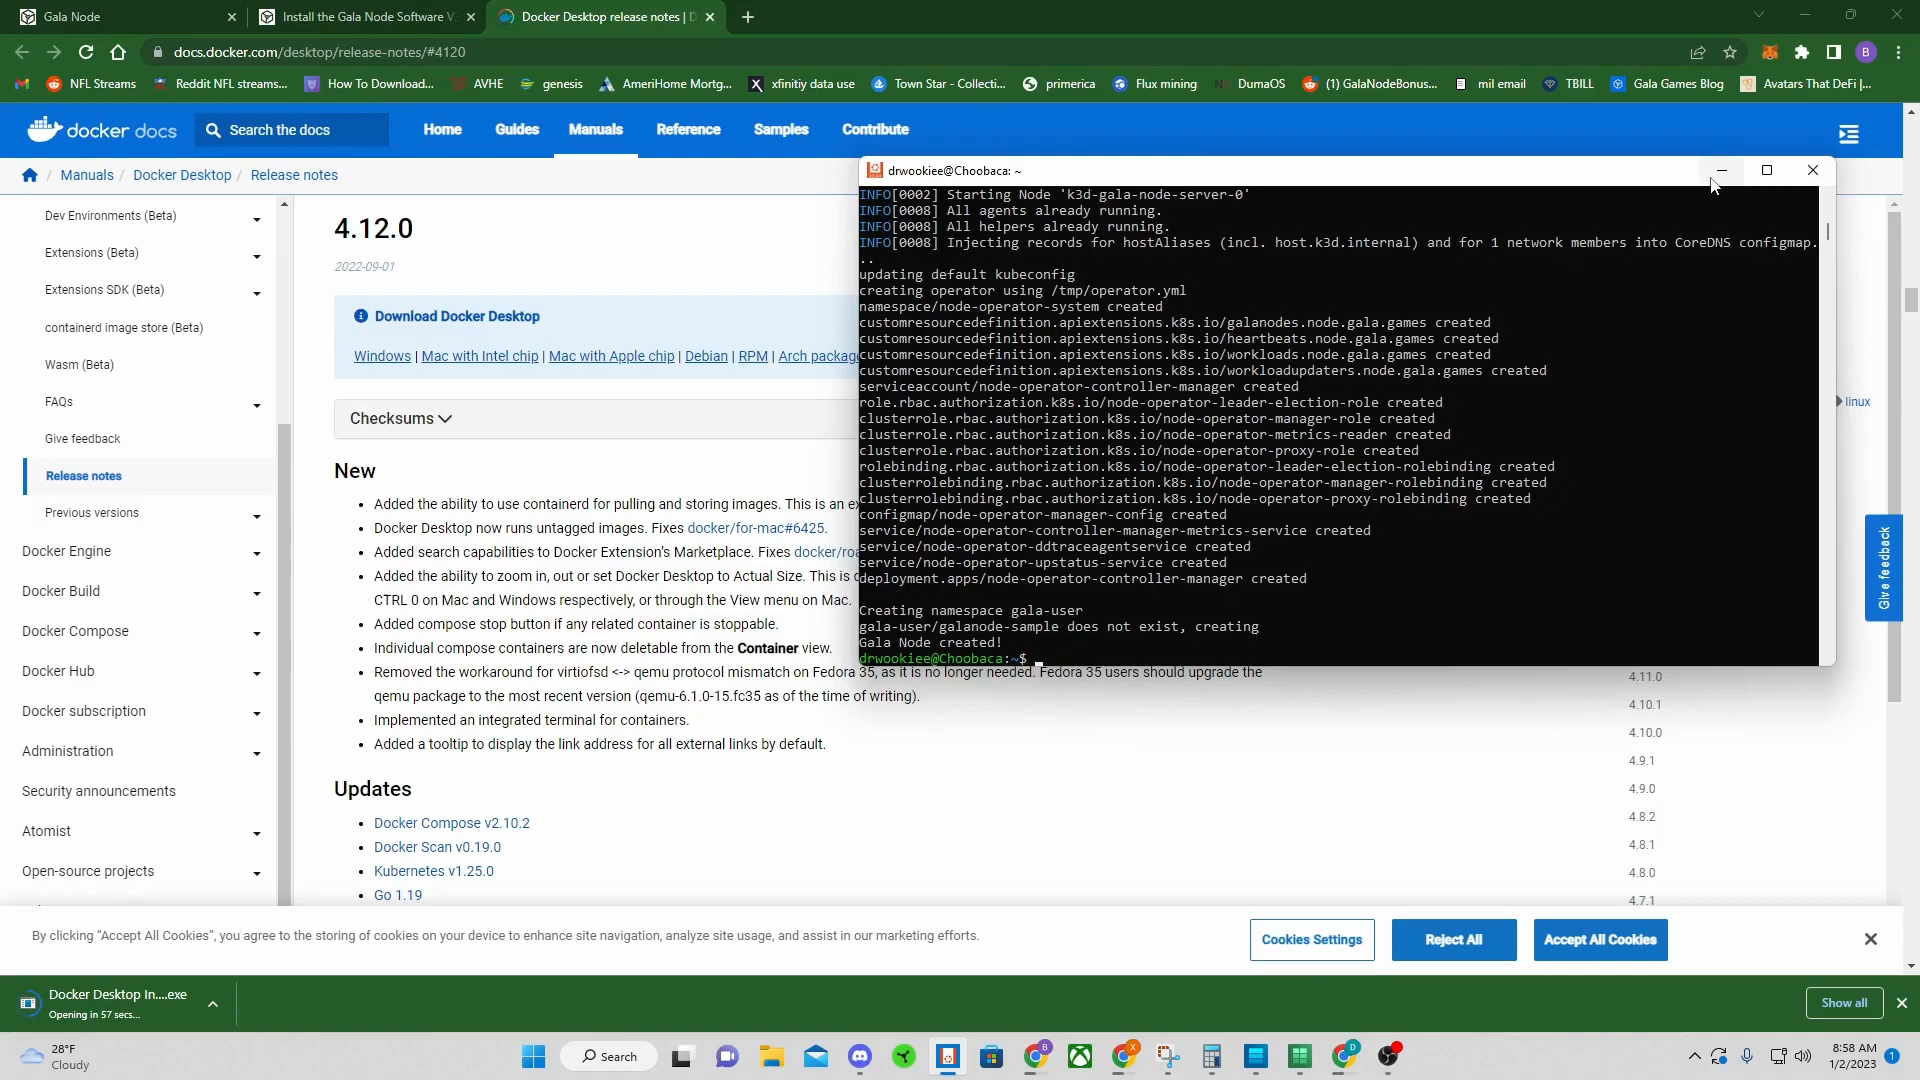 Gala Node
Install the Gala Node Software V
Docker Desktop release notes | D
docs.docker.com/desktop/release-notes/#4120
B
NFL Streams
Reddit NFL streams...
How To Download...
AVHE
genesis
AmeriHome Mortg...
xfinitiy data use
Town Star - Collecti...
primerica
Flux mining
DumaOS
(1) GalaNodeBonus...
mil email
TBILL
Gala Games Blog
Avatars That DeFi |...
docker docs
Search the docs
Home
Guides
Manuals
Reference
Samples
Contribute
/ Manuals / Docker Desktop / Release notes
Dev Environments (Beta)
Extensions (Beta)
Extensions SDK (Beta)
containerd image store (Beta)
Wasm (Beta)
FAQs
Give feedback
Release notes
Previous versions
Docker Engine
Docker Build
Docker Compose
Docker Hub
Docker subscription
Administration
Security announcements
Atomist
Open-source projects
4.12.0
2022-09-01
Download Docker Desktop
Windows | Mac with Intel chip | Mac with Apple chip | Debian | RPM | Arch package
Checksums
New
Added the ability to use containerd for pulling and storing images. This is an ex
Docker Desktop now runs untagged images. Fixes docker/for-mac#6425.
Added search capabilities to Docker Extension's Marketplace. Fixes docker/roa
Added the ability to zoom in, out or set Docker Desktop to Actual Size. This is
CTRL 0 on Mac and Windows respectively, or through the View menu on Mac.
Added compose stop button if any related container is stoppable.
Individual compose containers are now deletable from the Container view.
Removed the workaround for virtiofsd <-> qemu protocol mismatch on Fedora 35, as it is no longer needed. Fedora 35 users should upgrade the
qemu package to the most recent version (qemu-6.1.0-15.fc35 as of the time of writing).
Implemented an integrated terminal for containers.
Added a tooltip to display the link address for all external links by default.
Updates
Docker Compose v2.10.2
Docker Scan v0.19.0
Kubernetes v1.25.0
Go 1.19
drwookiee@Choobaca: ~
INFO[0002] Starting Node 'k3d-gala-node-server-0'
INFO[0008] All agents already running.
INFO[0008] All helpers already running.
INFO[0008] Injecting records for hostAliases (incl. host.k3d.internal) and for 1 network members into CoreDNS configmap.
..
updating default kubeconfig
creating operator using /tmp/operator.yml
namespace/node-operator-system created
customresourcedefinition.apiextensions.k8s.io/galanodes.node.gala.games created
customresourcedefinition.apiextensions.k8s.io/heartbeats.node.gala.games created
customresourcedefinition.apiextensions.k8s.io/workloads.node.gala.games created
customresourcedefinition.apiextensions.k8s.io/workloadupdaters.node.gala.games created
serviceaccount/node-operator-controller-manager created
role.rbac.authorization.k8s.io/node-operator-leader-election-role created
clusterrole.rbac.authorization.k8s.io/node-operator-manager-role created
clusterrole.rbac.authorization.k8s.io/node-operator-metrics-reader created
clusterrole.rbac.authorization.k8s.io/node-operator-proxy-role created
rolebinding.rbac.authorization.k8s.io/node-operator-leader-election-rolebinding created
clusterrolebinding.rbac.authorization.k8s.io/node-operator-manager-rolebinding created
clusterrolebinding.rbac.authorization.k8s.io/node-operator-proxy-rolebinding created
configmap/node-operator-manager-config created
service/node-operator-controller-manager-metrics-service created
service/node-operator-ddtraceagentservice created
service/node-operator-upstatus-service created
deployment.apps/node-operator-controller-manager created
Creating namespace gala-user
gala-user/galanode-sample does not exist, creating
Gala Node created!
drwookiee@Choobaca:~$
linux
Give feedback
4.11.0
4.10.1
4.10.0
4.9.1
4.9.0
4.8.2
4.8.1
4.8.0
4.7.1
By clicking “Accept All Cookies”, you agree to the storing of cookies on your device to enhance site navigation, analyze site usage, and assist in our marketing efforts.
Cookies Settings
Reject All
Accept All Cookies
Docker Desktop In....exe
Opening in 57 secs...
Show all
28°F
Cloudy
Search
8:58 AM
1/2/2023
1